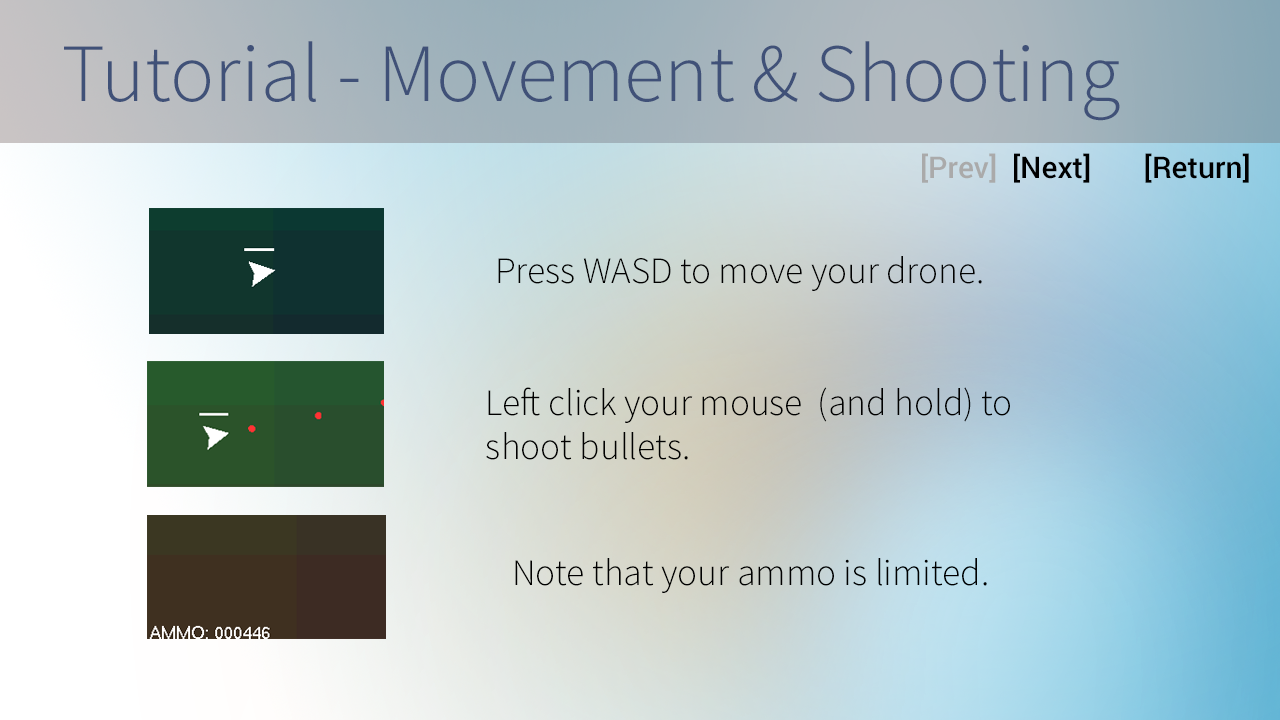 Tutorial - Movement & Shooting
[Prev] [Next] [Return]
Press WASD to move your drone.
Left click your mouse (and hold) to
shoot bullets.
AMMO: 000446
Note that your ammo is limited.